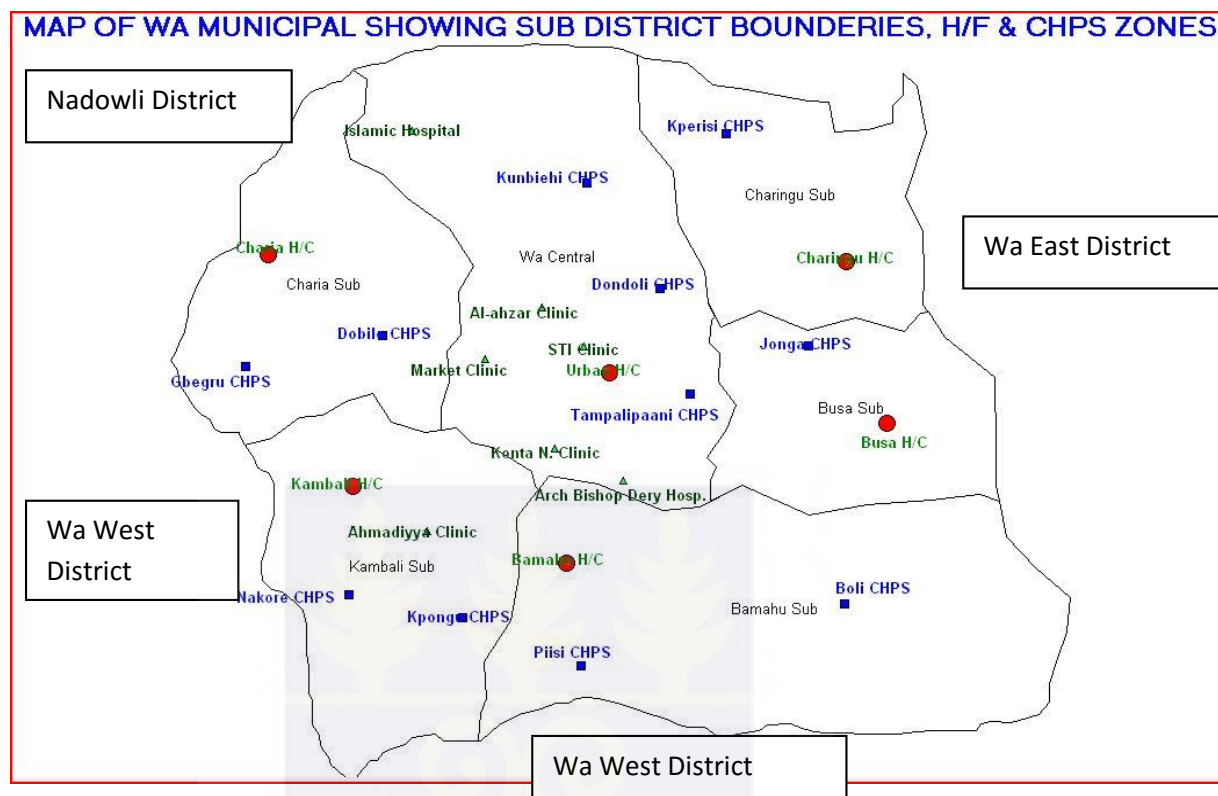 MAP OF WA MUNICIPAL SHOWING SUB DISTRICT BOUNDERIES, H/F & CHPS ZONES
Nadowli District
Islamic Hospital
Kperisi CHPS
Kunbiehi CHPS
Charingu Sub
Charia H/C
Wa Central
Charingu H/C
Wa East District
Charia Sub
Dondoli CHPS
Al-ahzar Clinic
Dobile CHPS
STI Clinic
Jonga CHPS
Gbegru CHPS
Market Clinic
Urban H/C
Tampalipaani CHPS
Busa Sub
Busa H/C
Konta N. Clinic
Kambali H/C
Arch Bishop Dery Hosp.
Wa West
District
Ahmadiyya Clinic
Kambali Sub
Bamahu H/C
Nakore CHPS
Kpongu CHPS
Boli CHPS
Bamahu Sub
Piisi CHPS
Wa West District